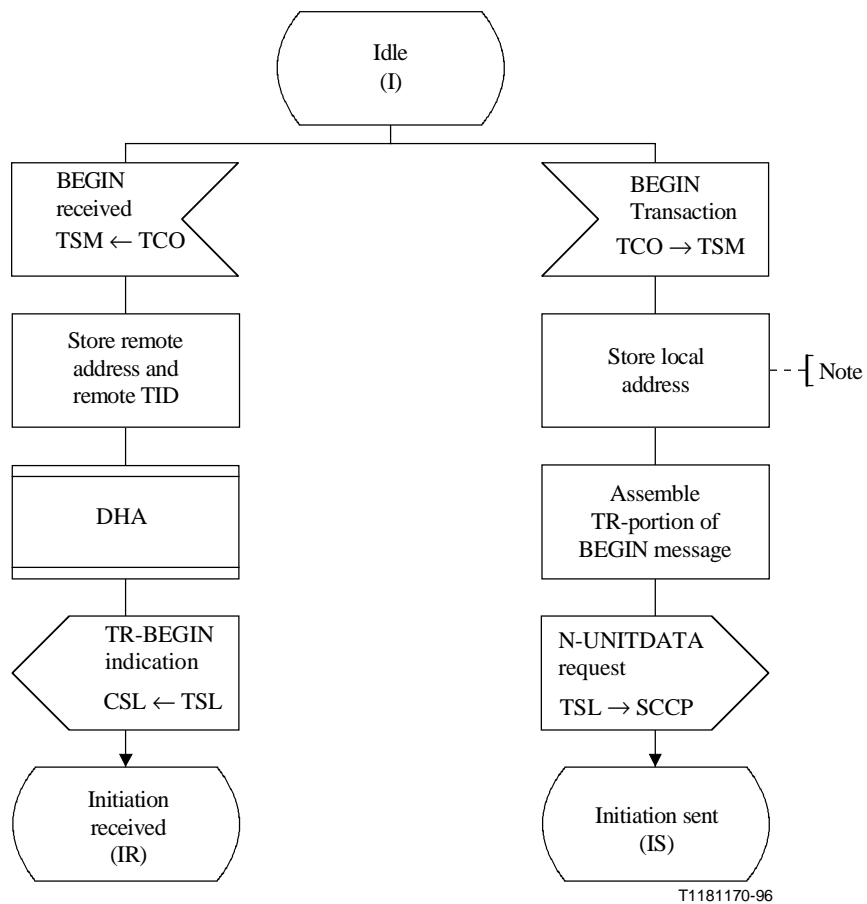 Idle
(I)
BEGIN
received
TSM ← TCO
Store remote
address and
remote TID
DHA
TR-BEGIN
indication
CSL ← TSL
Initiation
received
(IR)
BEGIN
Transaction
TCO → TSM
Store local
address
Note
Assemble
TR-portion of
BEGIN message
N-UNITDATA
request
TSL → SCCP
Initiation sent
(IS)
T1181170-96